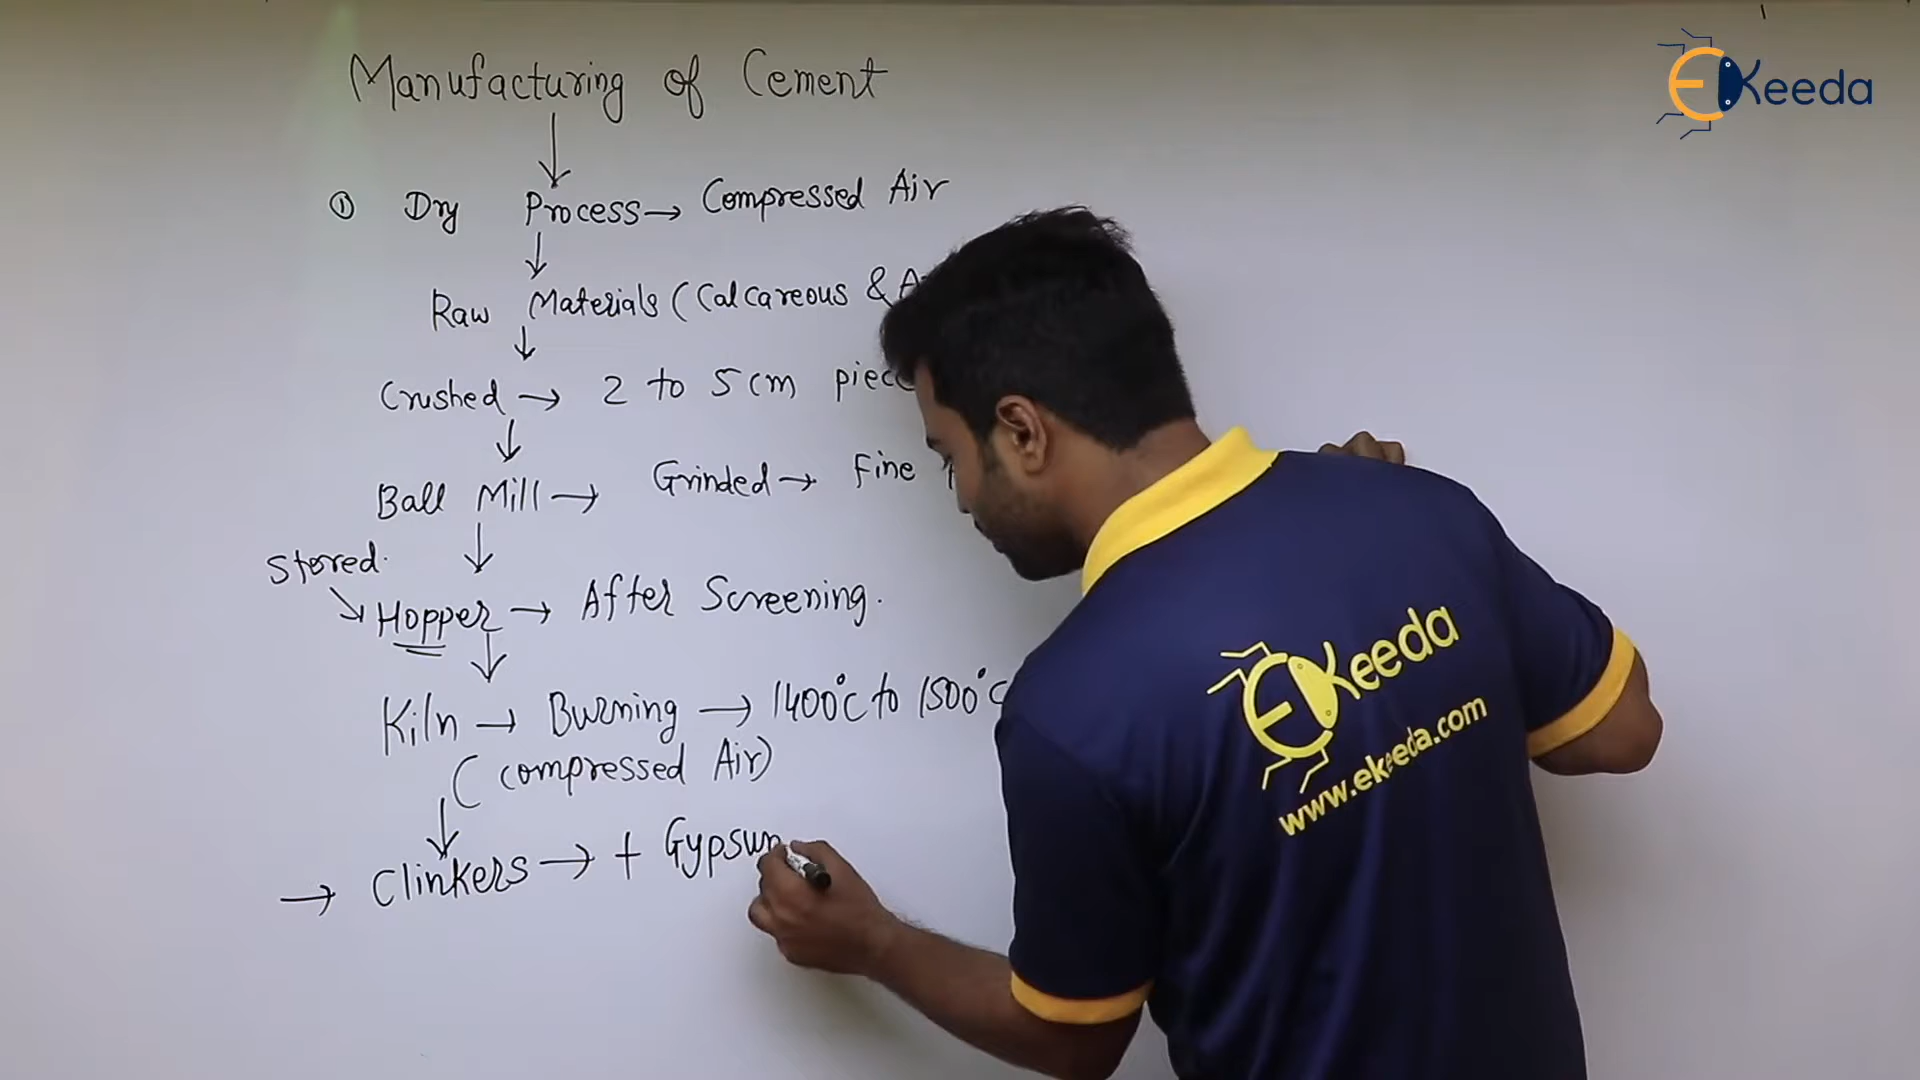 Manufacturing of Cement
EKeeda
① Dry Process → Compressed Air
Raw Materials (Calcareous &
Crushed → 2 to 5 cm
Ball Mill → Grinded → Fine
Stored.
Hopper → After Screening.
Kiln → Burning → 1400°C to 1500°C
(compressed Air)
→ Clinkers → +
EKeeda
www.ekeeda.com